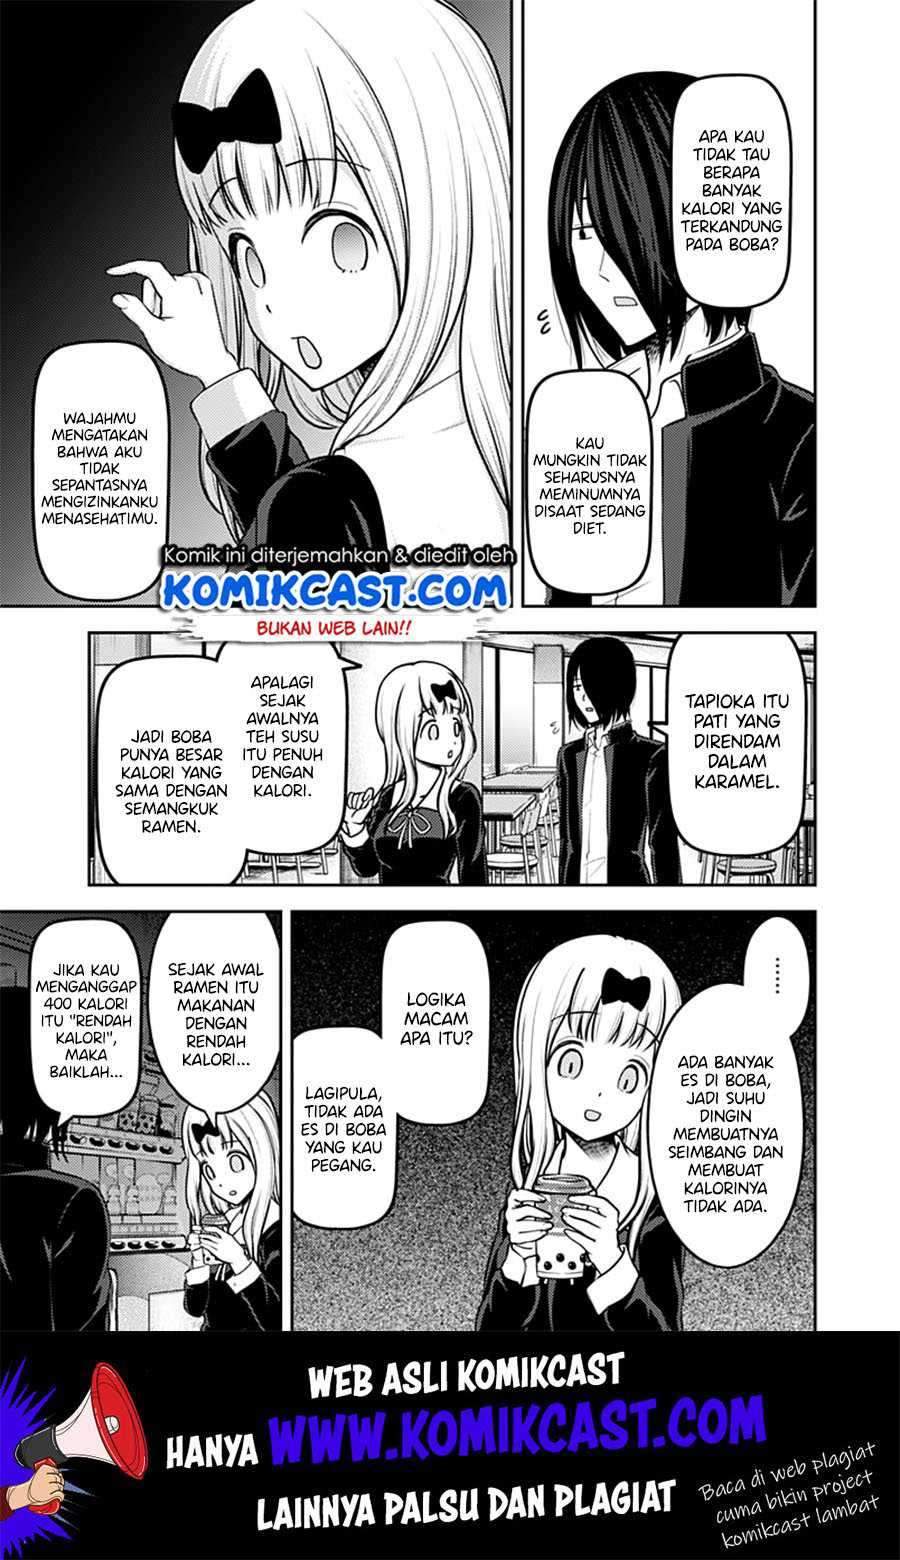 APA KAU
TIDAK TAU
BERAPA
BANYAK
KALORI YANG
TERKANDUNG
PADA BOBA?
KAU
MUNGKIN TIDAK
SEHARUSNYA
MEMINUMNYA
DISAAT SEDANG
DIET.
WAJAHMU
MENGATAKAN
BAHWA AKU
TIDAK
SEPANTASNYA
MENGIZINKANKU
MENASEHATIMU.
Komik ini diterjemahkan & diedit oleh
KOMIKCAST.COM
BUKAN WEB LAIN!!
TAPIOKA ITU
PATI YANG
DIRENDAM
DALAM
KARAMEL.
APALAGI
SEJAK
AWALNYA
TEH SUSU
ITU PENUH
DENGAN
KALORI.
JADI BOBA
PUNYA BESAR
KALORI YANG
SAMA DENGAN
SEMANGKUK
RAMEN.
........
ADA BANYAK
ES DI BOBA,
JADI SUHU
DINGIN
MEMBUATNYA
SEIMBANG DAN
MEMBUAT
KALORINYA
TIDAK ADA.
LOGIKA
MACAM
APA ITU?
LAGIPULA,
TIDAK ADA
ES DI BOBA
YANG KAU
PEGANG.
SEJAK AWAL
RAMEN ITU
MAKANAN
DENGAN
RENDAH
KALORI...
JIKA KAU
MENGANGGAP
400 KALORI
ITU "RENDAH
KALORI",
MAKA
BAIKLAH...
WEB ASLI KOMIKCAST
HANYA WWW.KOMIKCAST.COM
LAINNYA PALSU DAN PLAGIAT
Baca di web plagiat
cuma bikin project
komikcast lambat